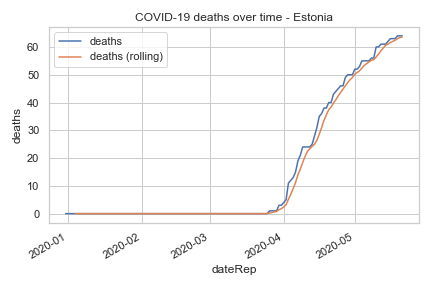 COVID-19 deaths over time - Estonia
deaths
deaths (rolling)
60
50
40
30
20
10
0
deaths
2020-01
2020-02
2020-03
2020-04
2020-05
dateRep